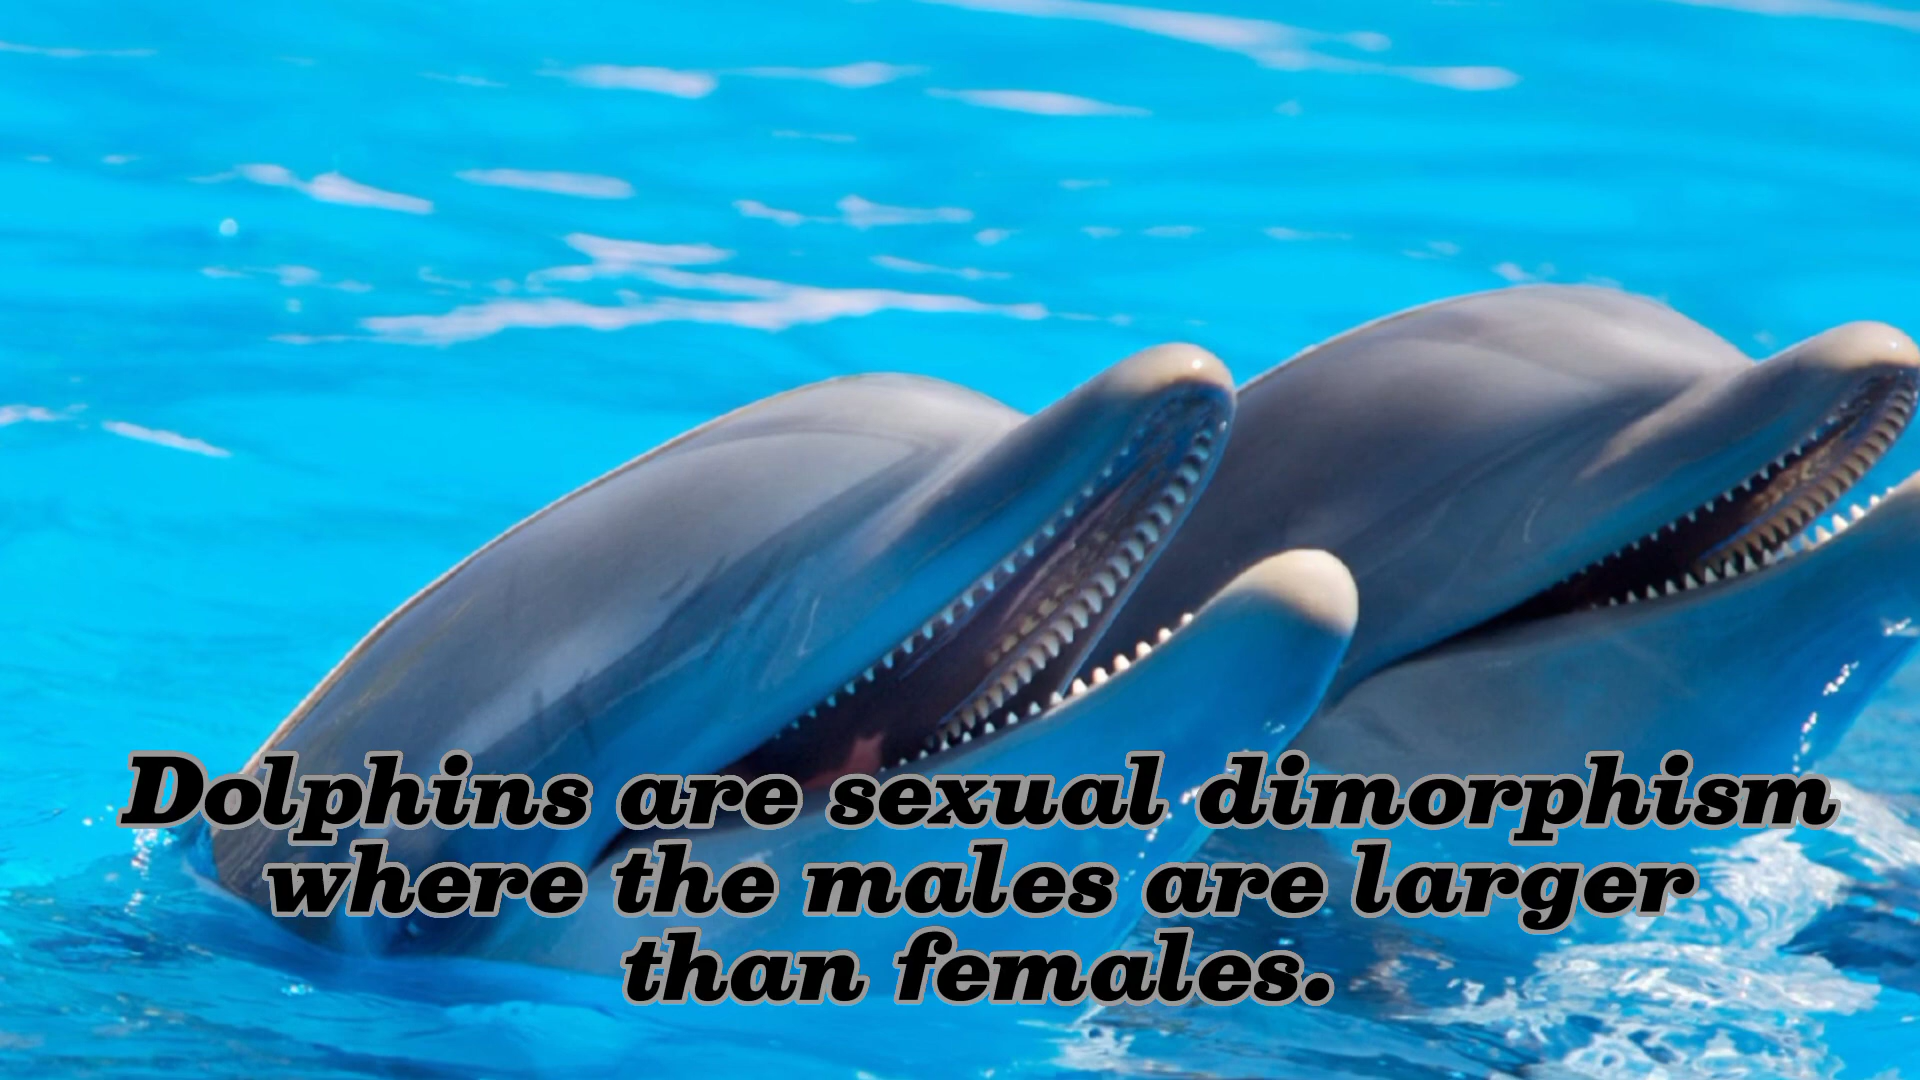 Dolphins are sexual dimorphism
where the males are larger
than females.